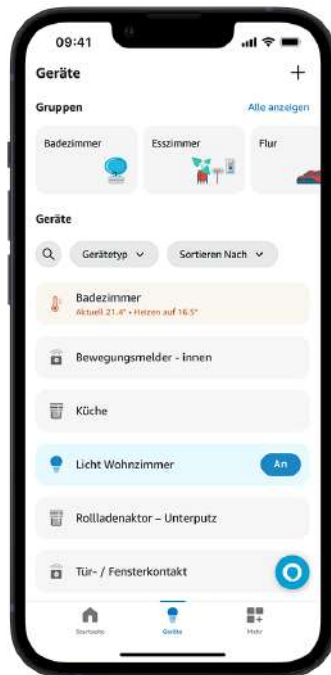 09:41
Geräte
Gruppen Alle anzeigen
Badezimmer Esszimmer Flur
Geräte
Gerätetyp Sortieren Nach
Badezimmer
Aktuell 21.4° • Heizen auf 16.5°
Bewegungsmelder - innen
Küche
Licht Wohnzimmer An
Rollladenaktor – Unterputz
Tür- / Fensterkontakt
Startseite Geräte Mehr